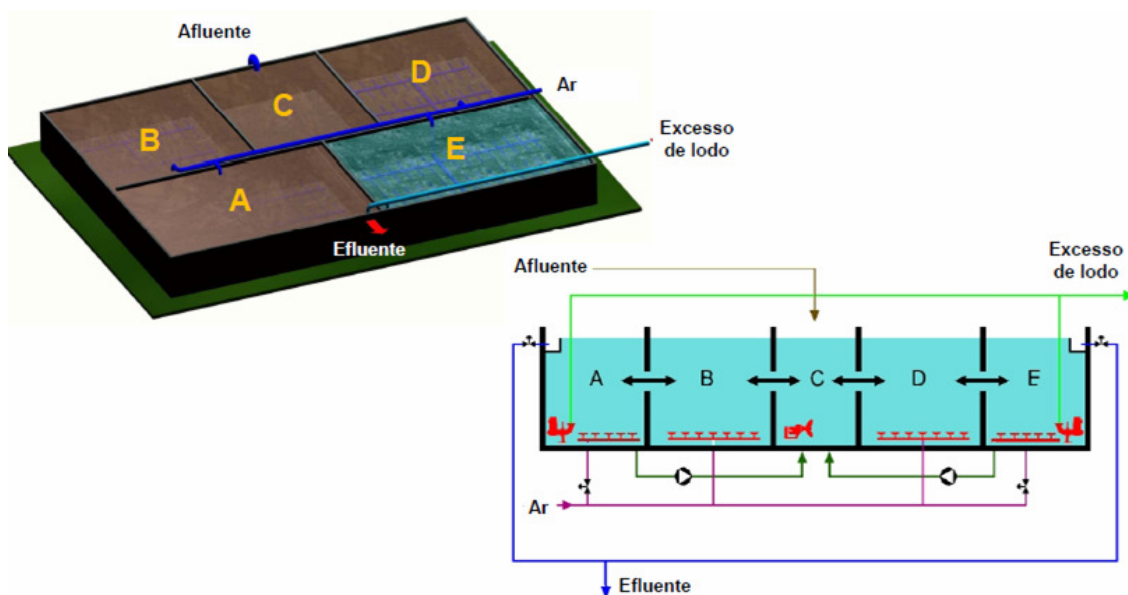 Afluente
D
Ar
C
B
Excesso
de lodo
E
A
Efluente
Afluente
Excesso
de lodo
A
B
C
D
E
Ar
Efluente